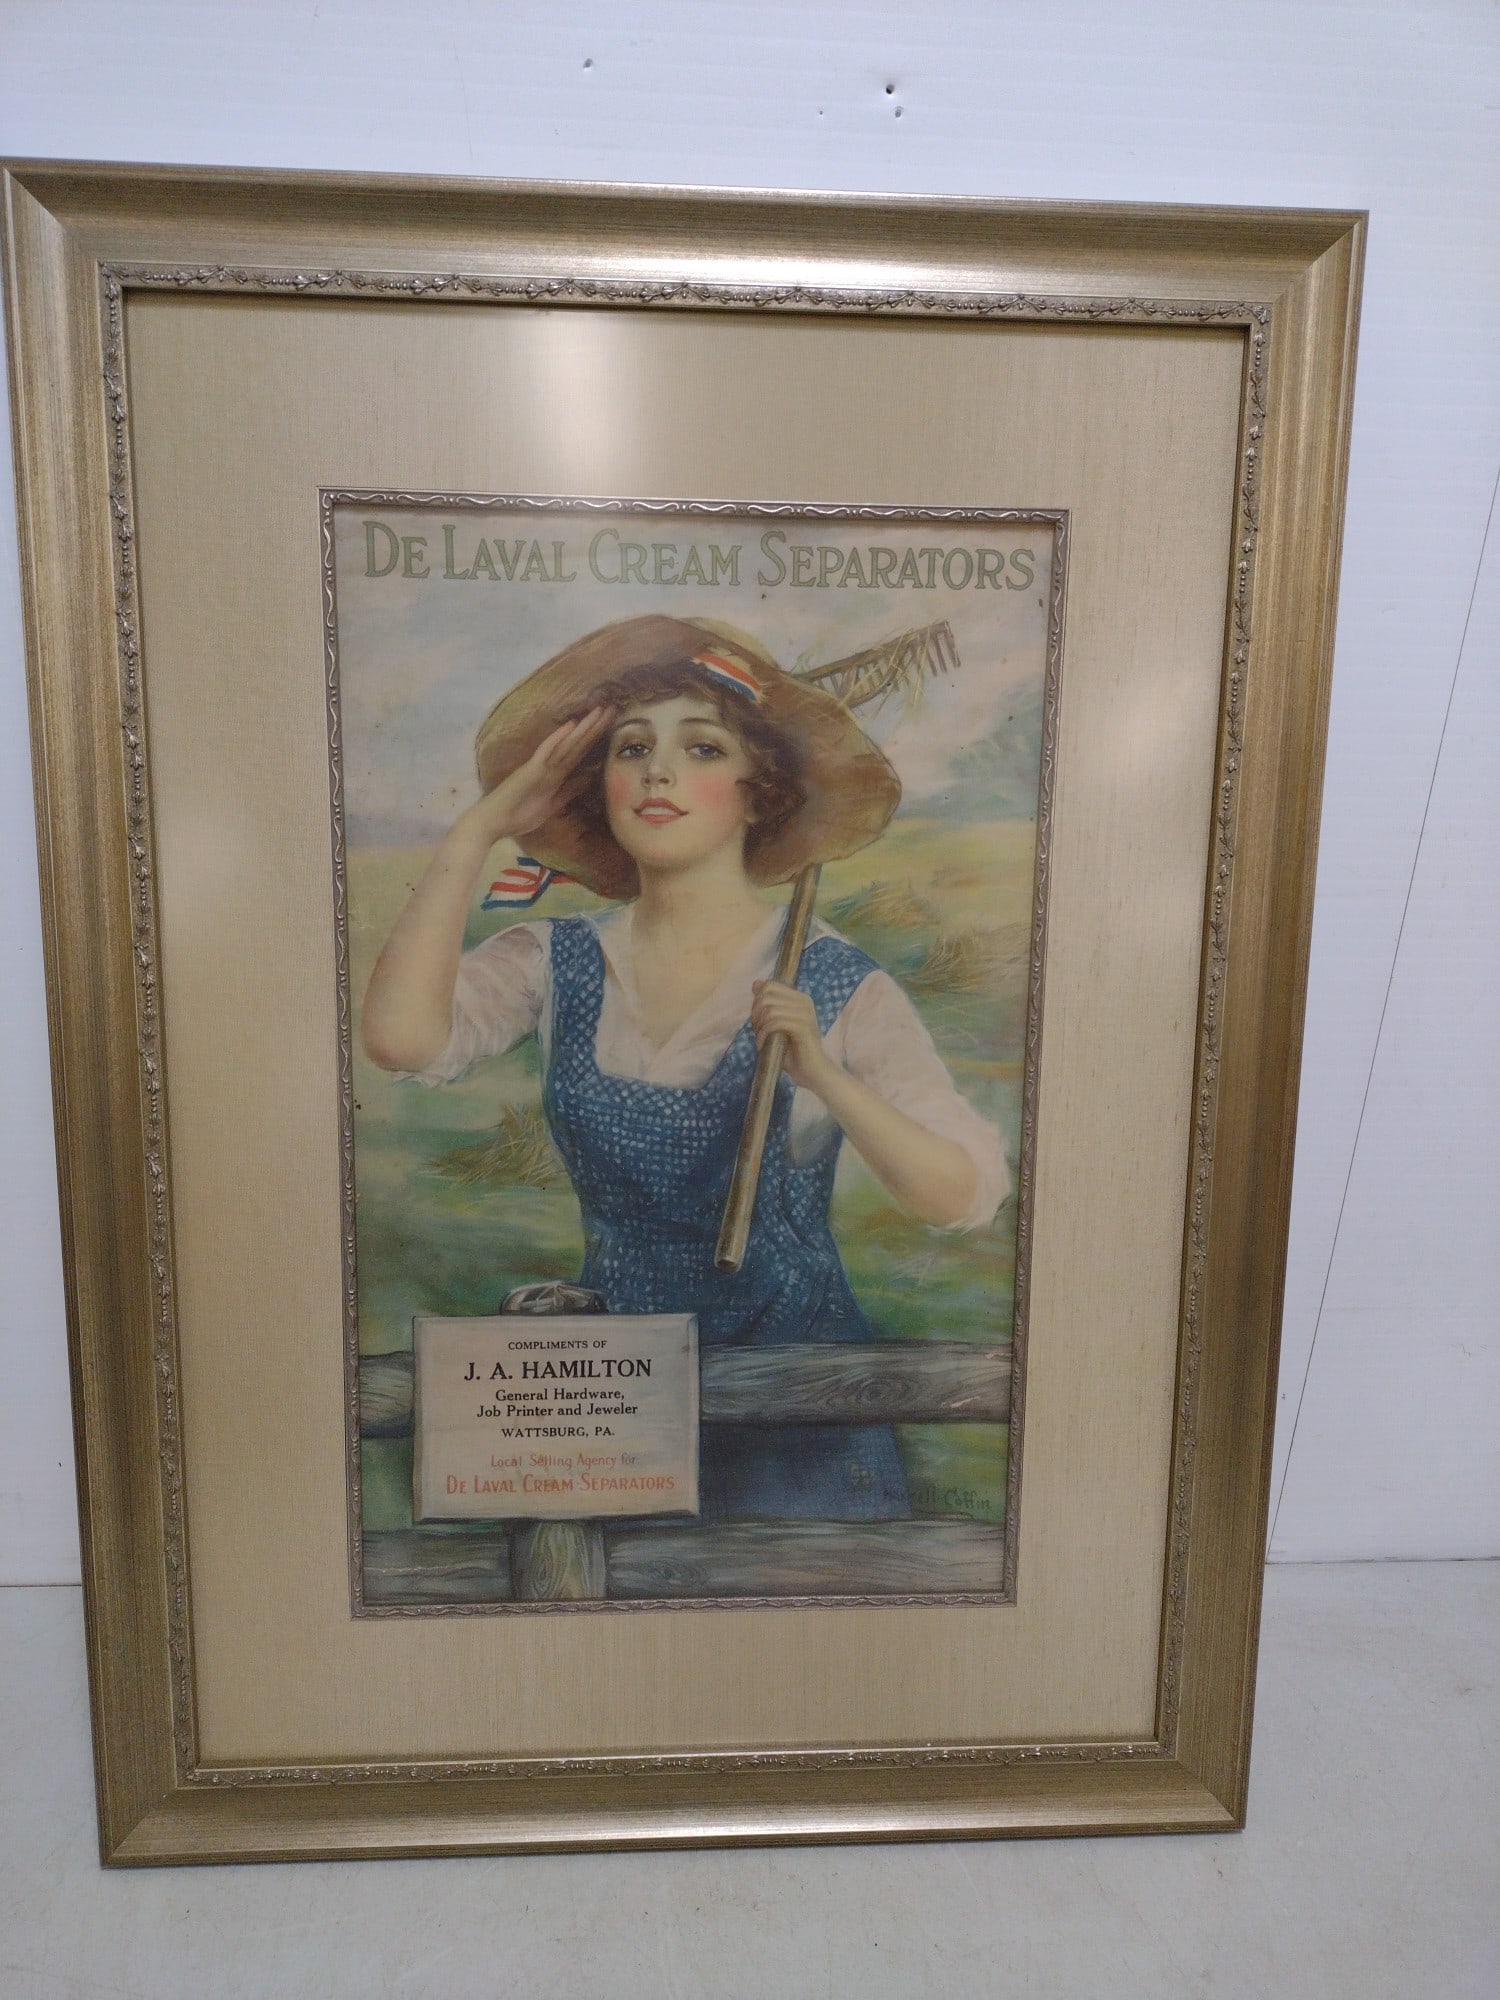 DE LAVAL CREAM SEPARATORS
COMPLIMENTS OF
J. A. HAMILTON
General Hardware,
Job Printer and Jeweler
WATTSBURG, PA.
Local Selling Agency for
DE LAVAL CREAM SEPARATORS
Coffin